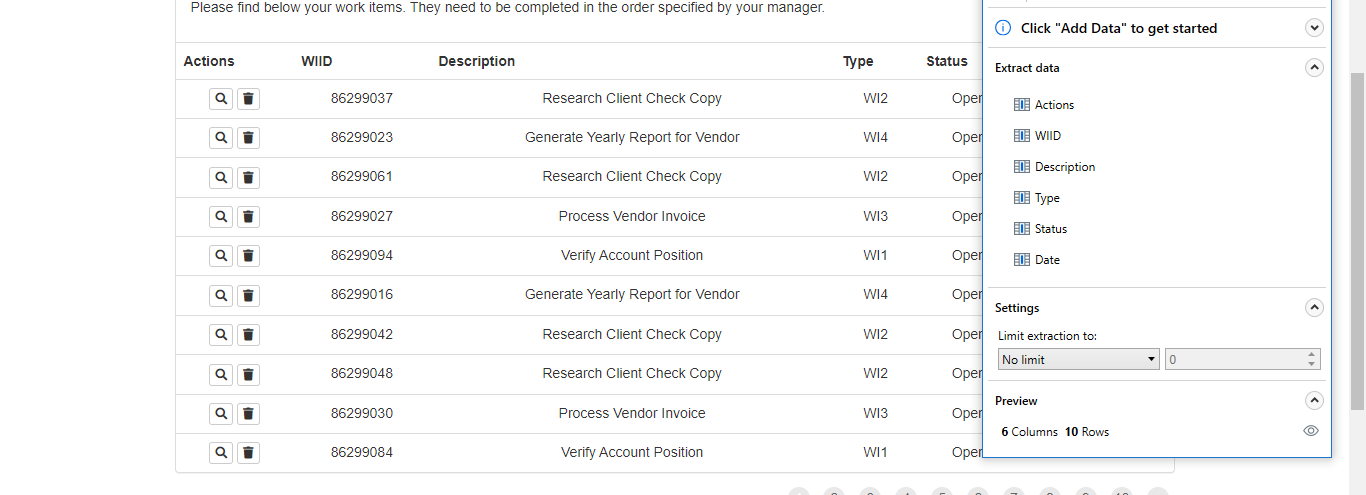 Please find below your work items. They need to be completed in the order specified by your manager.
Actions WIID Description Type Status
86299037 Research Client Check Copy WI2 Oper
86299023 Generate Yearly Report for Vendor WI4 Oper
86299061 Research Client Check Copy WI2 Oper
86299027 Process Vendor Invoice WI3 Oper
86299094 Verify Account Position WI1 Oper
86299016 Generate Yearly Report for Vendor WI4 Oper
86299042 Research Client Check Copy WI2 Oper
86299048 Research Client Check Copy WI2 Oper
86299030 Process Vendor Invoice WI3 Oper
86299084 Verify Account Position WI1 Oper
Click "Add Data" to get started
Extract data
Actions
WIID
Description
Type
Status
Date
Settings
Limit extraction to:
No limit 0
Preview
6 Columns 10 Rows